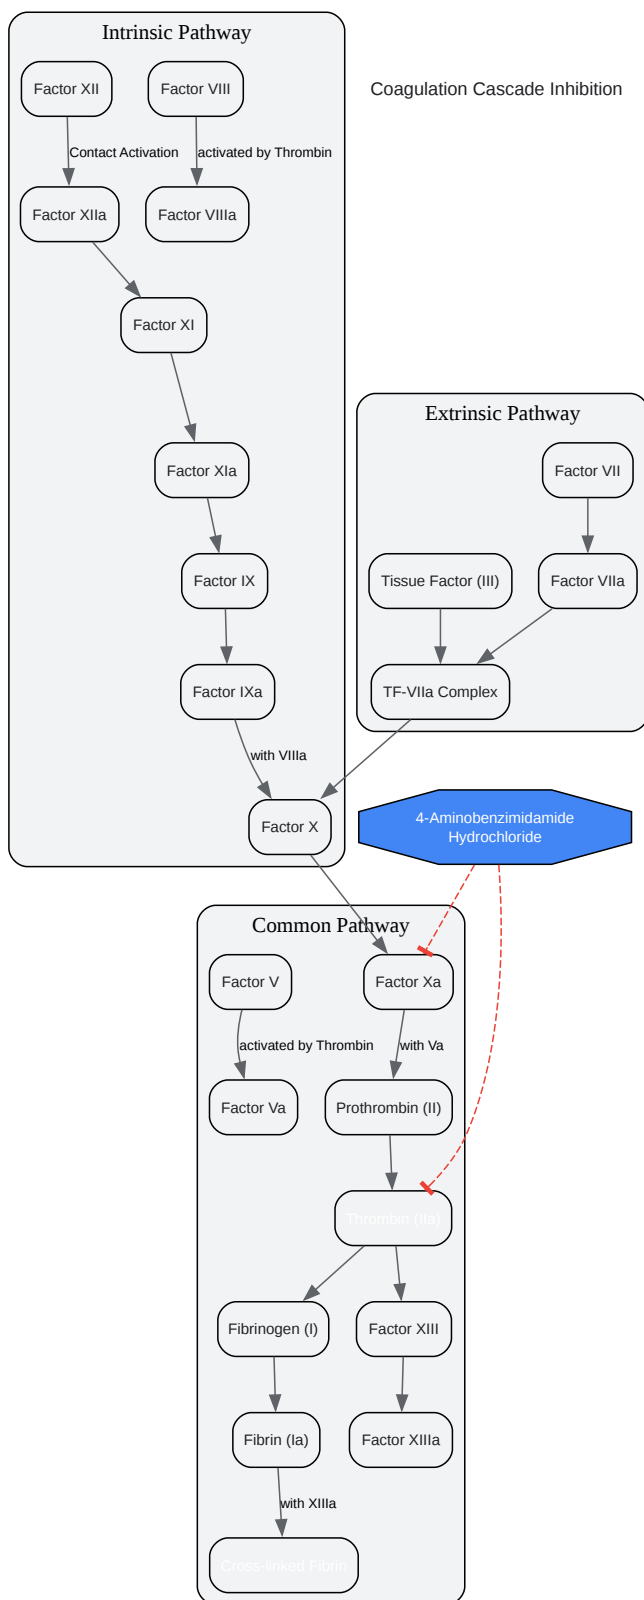 Intrinsic Pathway
Factor XII
Factor VIII
Coagulation Cascade Inhibition
Contact Activation
activated by Thrombin
Factor XIIa
Factor VIIIa
Factor XI
Extrinsic Pathway
Factor XIa
Factor VII
Factor IX
Tissue Factor (III)
Factor VIIa
Factor IXa
TF-VIIa Complex
with VIIIa
Factor X
4-Aminobenzimidamide
Hydrochloride
Common Pathway
Factor V
Factor Xa
activated by Thrombin
with Va
Factor Va
Prothrombin (II)
Thrombin (IIa)
Fibrinogen (I)
Factor XIII
Fibrin (Ia)
Factor XIIIa
with XIIIa
Cross-linked Fibrin